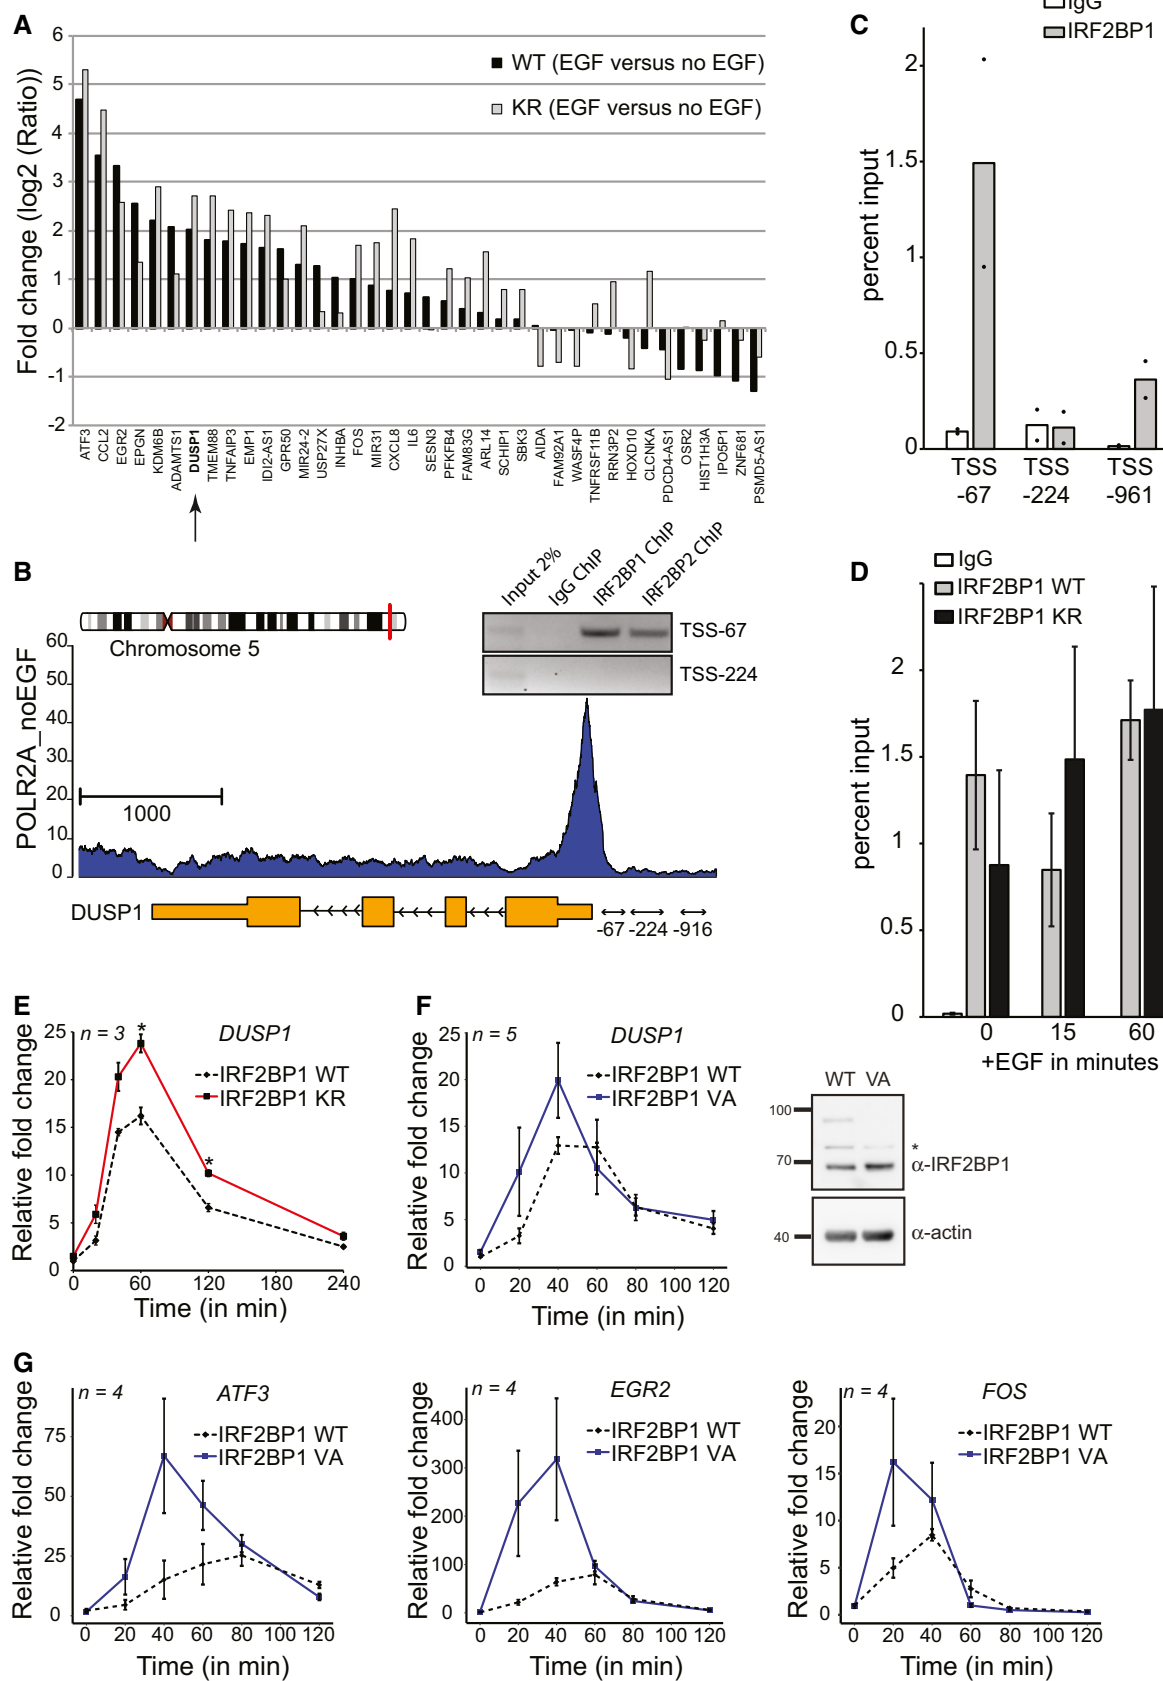 A
6
5
4
3
2
1
0
-1
-2
Fold change (log2 (Ratio))
WT (EGF versus no EGF)
KR (EGF versus no EGF)
ATF3
CCL2
EGR2
EPGN
KDM6B
ADAMTS1
DUSP1
TMEM88
TNFAIP3
EMP1
IDI2-AS1
GPR50
MIR24-2
USP27X
INHBA
FOS
MIR31
CXCL8
IL6
SESN3
PFKFB4
FAM83G
ARL14
SCHIP1
SBK3
AIDA
FAM92A1
WASF4P
TNFRSF11B
RRN3P2
HOXD10
CLCNKA
PDCD4-AS1
OSR2
HIST1H3A
IPO5P1
ZNF681
PSMD5-AS1
C
IgG
IRF2BP1
percent input
2
1.5
1
0.5
0
TSS TSS TSS
-67 -224 -961
B
Chromosome 5
POLR2A_noEGF
60
50
40
30
20
10
0
1000
Input 2%
IgG ChIP
IRF2BP1 ChIP
IRF2BP2 ChIP
TSS-67
TSS-224
DUSP1
-67 -224 -916
D
IgG
IRF2BP1 WT
IRF2BP1 KR
percent input
2
1.5
1
0.5
0
0 15 60
+EGF in minutes
E
n = 3
DUSP1
*
*
IRF2BP1 WT
IRF2BP1 KR
Relative fold change
25
20
15
10
5
0
0 60 120 180 240
Time (in min)
F
n = 5
DUSP1
IRF2BP1 WT
IRF2BP1 VA
Relative fold change
25
20
15
10
5
0
0 20 40 60 80 100 120
Time (in min)
WT VA
100
70
*
α-IRF2BP1
40
α-actin
G
n = 4
ATF3
IRF2BP1 WT
IRF2BP1 VA
Relative fold change
75
50
25
0
0 20 40 60 80 100 120
Time (in min)
n = 4
EGR2
IRF2BP1 WT
IRF2BP1 VA
Relative fold change
400
300
200
100
0
0 20 40 60 80 100 120
Time (in min)
n = 4
FOS
IRF2BP1 WT
IRF2BP1 VA
Relative fold change
20
15
10
5
0
0 20 40 60 80 100 120
Time (in min)